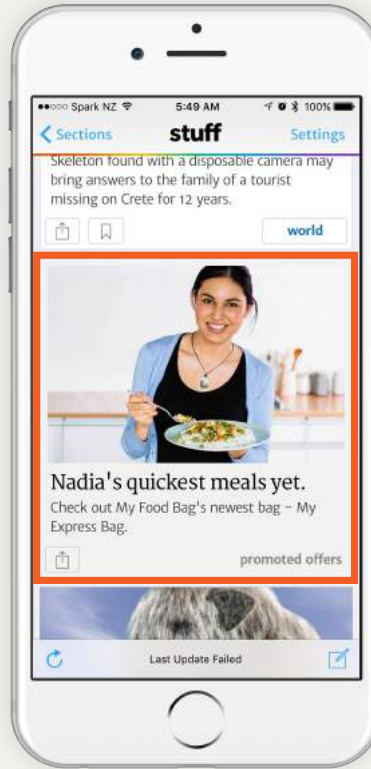 Spark NZ 5:49 AM 100%
Sections stuff Settings
Skeleton found with a disposable camera may
bring answers to the family of a tourist
missing on Crete for 12 years.
world
Nadia's quickest meals yet.
Check out My Food Bag's newest bag – My
Express Bag.
promoted offers
Last Update Failed